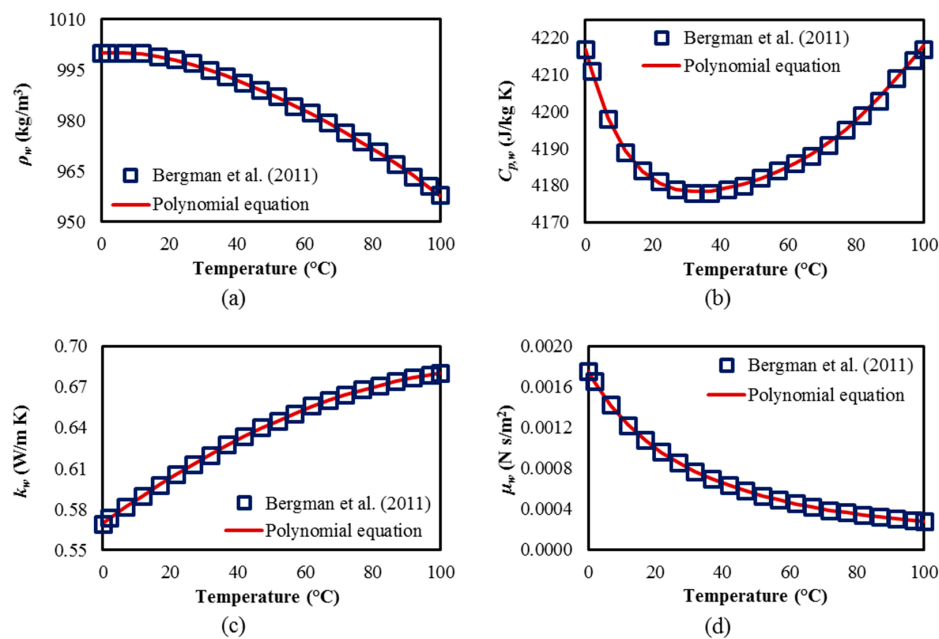 1010
995
980
965
950
ρw (kg/m³)
Bergman et al. (2011)
Polynomial equation
0 20 40 60 80 100
Temperature (°C)
(a)
4220
4210
4200
4190
4180
4170
Cp,w (J/kg K)
Bergman et al. (2011)
Polynomial equation
0 20 40 60 80 100
Temperature (°C)
(b)
0.70
0.67
0.64
0.61
0.58
0.55
kw (W/m K)
Bergman et al. (2011)
Polynomial equation
0 20 40 60 80 100
Temperature (°C)
(c)
0.0020
0.0016
0.0012
0.0008
0.0004
0.0000
μw (N s/m²)
Bergman et al. (2011)
Polynomial equation
0 20 40 60 80 100
Temperature (°C)
(d)